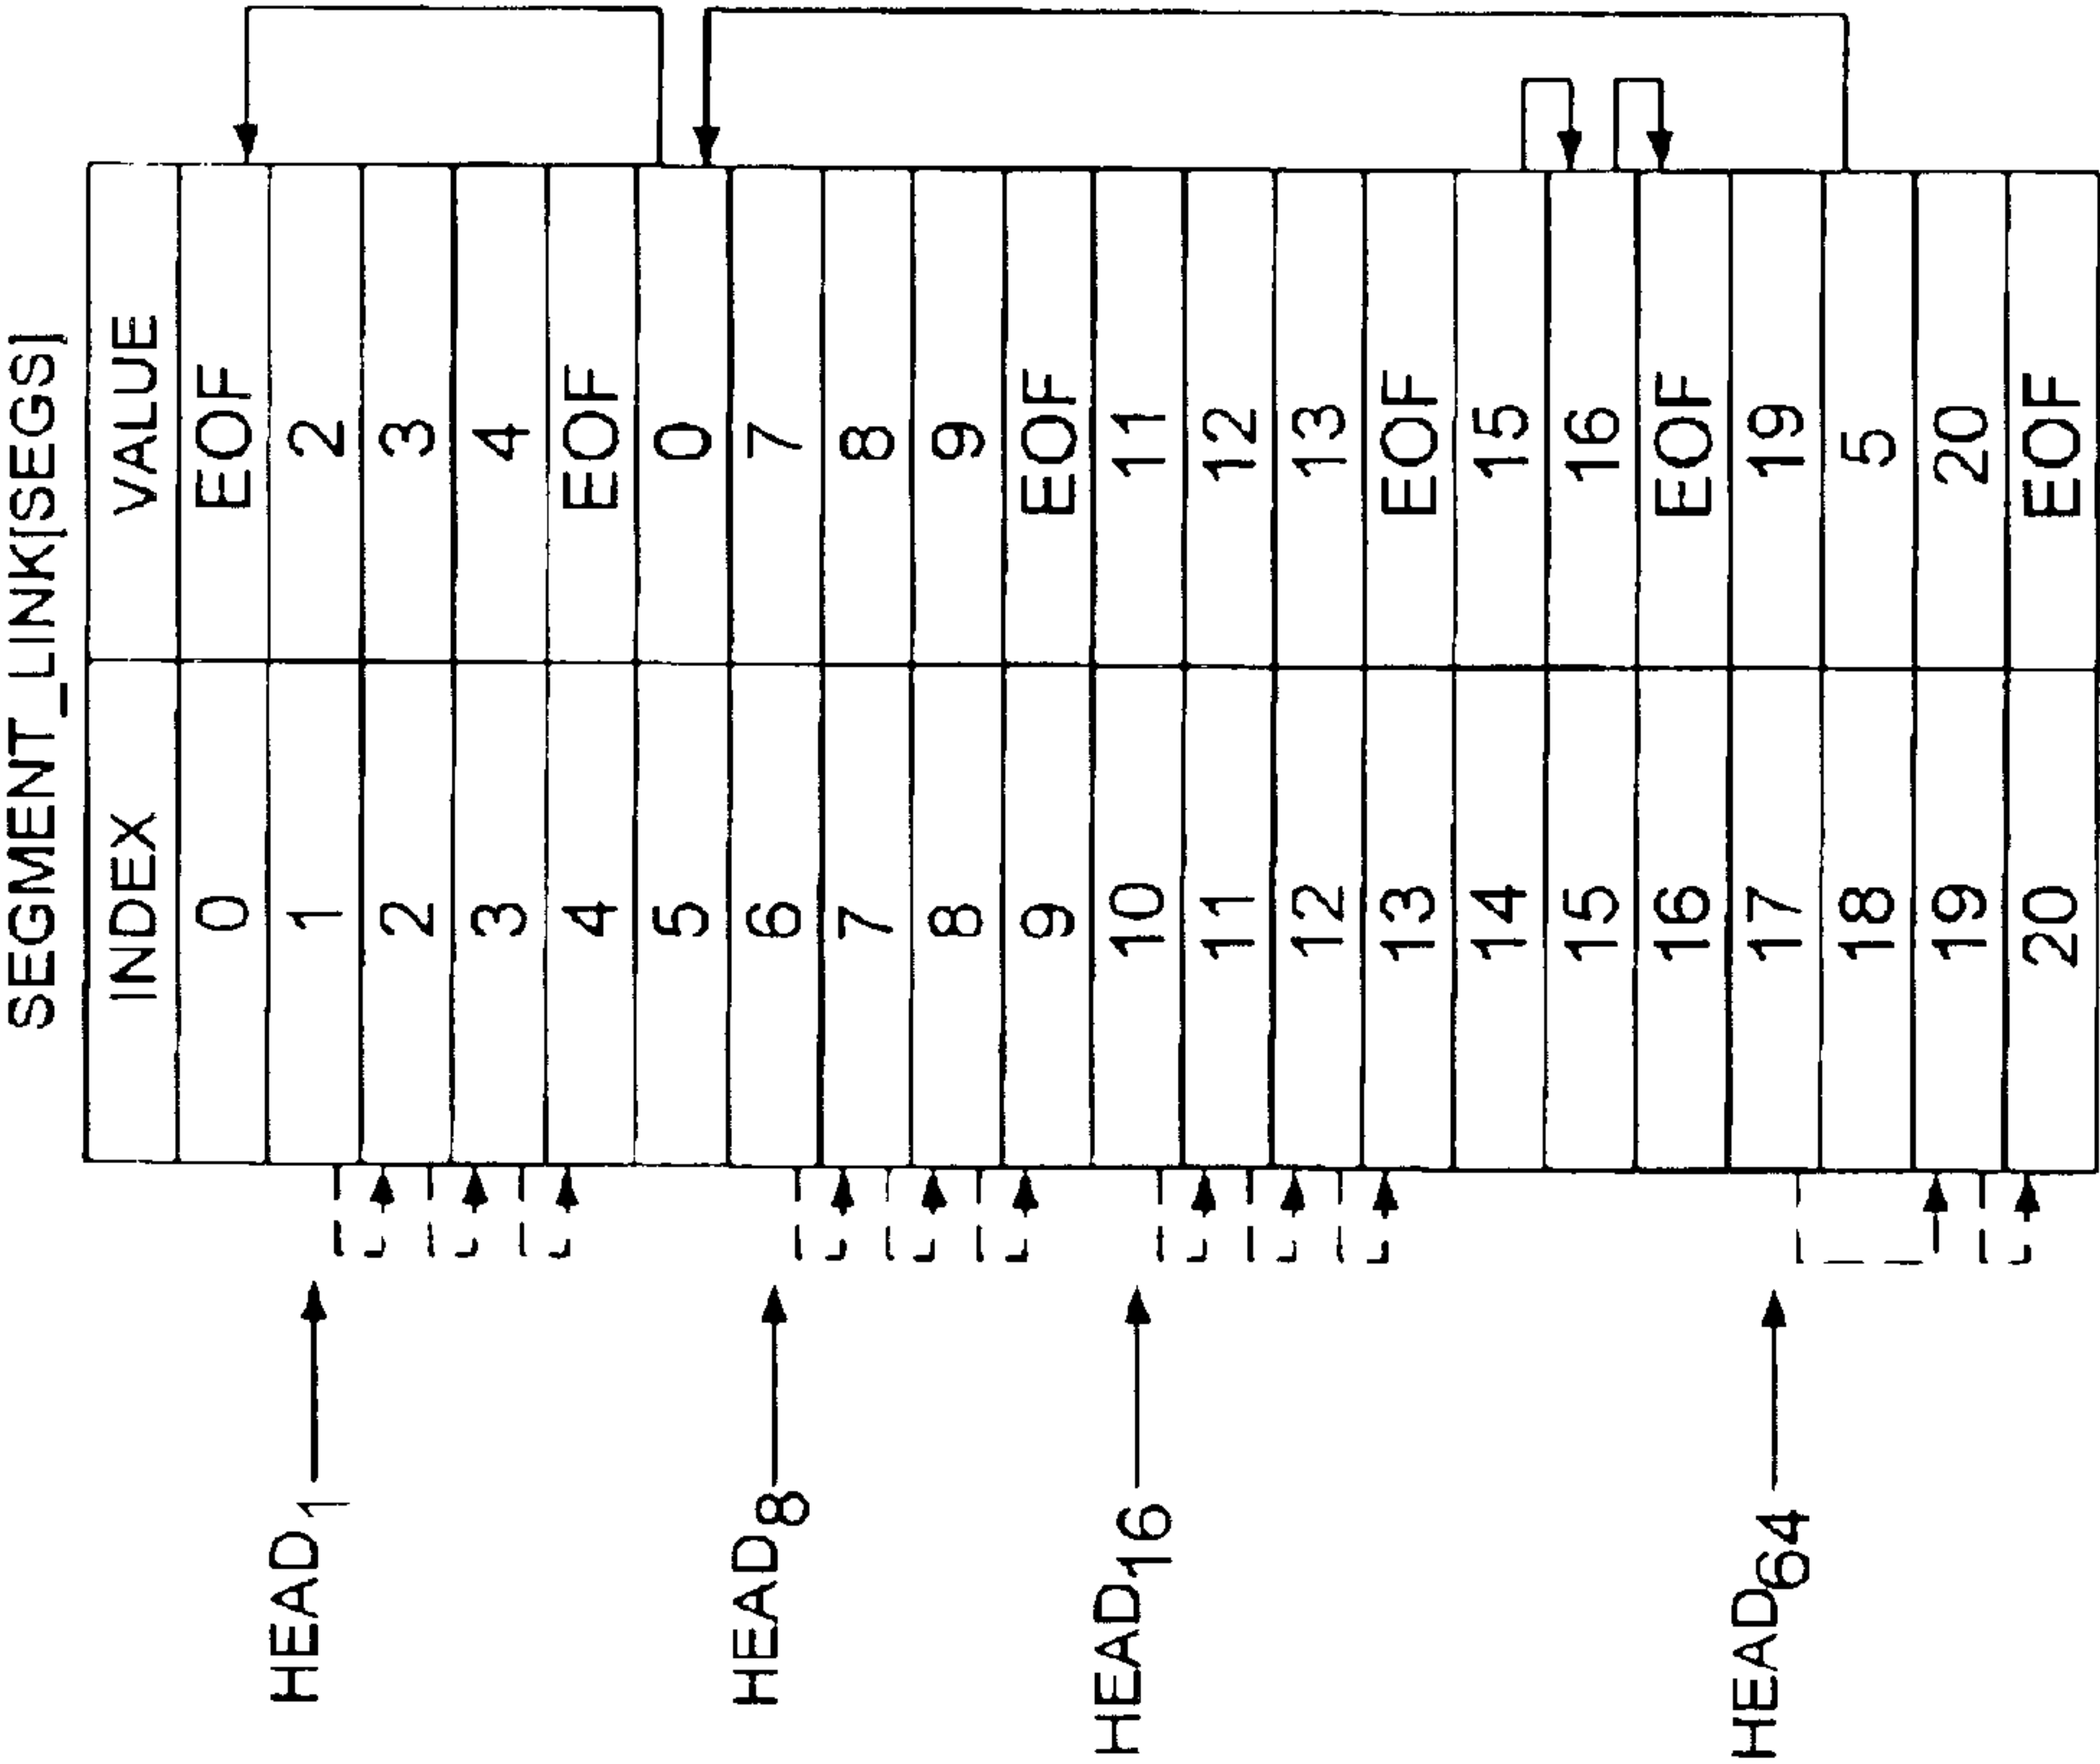 SEGMENT_LINK[SEGS]
INDEX VALUE
0 EOF
HEAD1 1 2
2 3
3 4
4 EOF
5 0
HEAD8 6 7
7 8
8 9
9 EOF
HEAD16 10 11
11 12
12 13
13 EOF
14 15
15 16
16 EOF
HEAD64 17 19
18 5
19 20
20 EOF